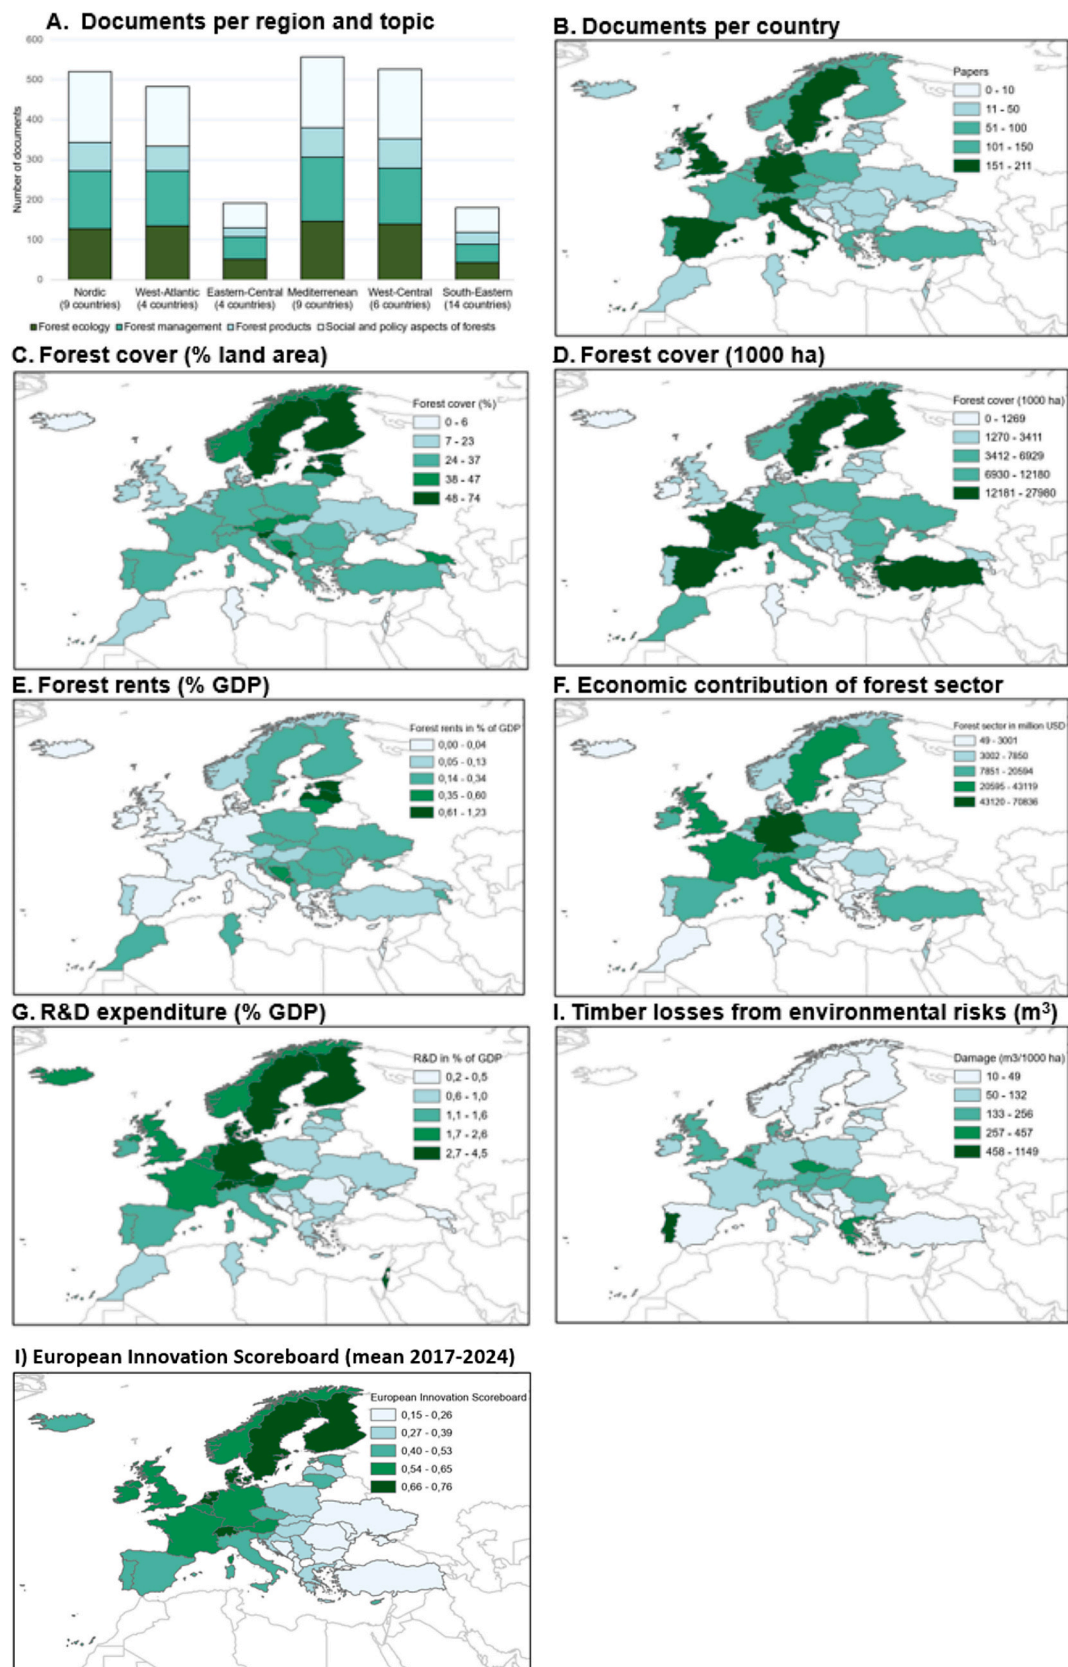 A. Documents per region and topic
600
500
400
300
200
100
0
Number of documents
Nordic
(9 countries)
West-Atlantic
(4 countries)
Eastern-Central
(4 countries)
Mediterranean
(9 countries)
West-Central
(6 countries)
South-Eastern
(14 countries)
Forest ecology
Forest management
Forest products
Social and policy aspects of forests
B. Documents per country
Papers
0 - 10
11 - 50
51 - 100
101 - 150
151 - 211
C. Forest cover (% land area)
Forest cover (%)
0 - 6
7 - 23
24 - 37
38 - 47
48 - 74
D. Forest cover (1000 ha)
Forest cover (1000 ha)
0 - 1269
1270 - 3411
3412 - 6929
6930 - 12180
12181 - 27980
E. Forest rents (% GDP)
Forest rents in % of GDP
0,00 - 0,04
0,05 - 0,13
0,14 - 0,34
0,35 - 0,60
0,61 - 1,23
F. Economic contribution of forest sector
Forest sector in million USD
49 - 3001
3002 - 7850
7851 - 20594
20595 - 43119
43120 - 70836
G. R&D expenditure (% GDP)
R&D in % of GDP
0,2 - 0,5
0,6 - 1,0
1,1 - 1,6
1,7 - 2,6
2,7 - 4,5
I. Timber losses from environmental risks (m³)
Damage (m3/1000 ha)
10 - 49
50 - 132
133 - 256
257 - 457
458 - 1149
I) European Innovation Scoreboard (mean 2017-2024)
European Innovation Scoreboard
0,15 - 0,26
0,27 - 0,39
0,40 - 0,53
0,54 - 0,65
0,66 - 0,76